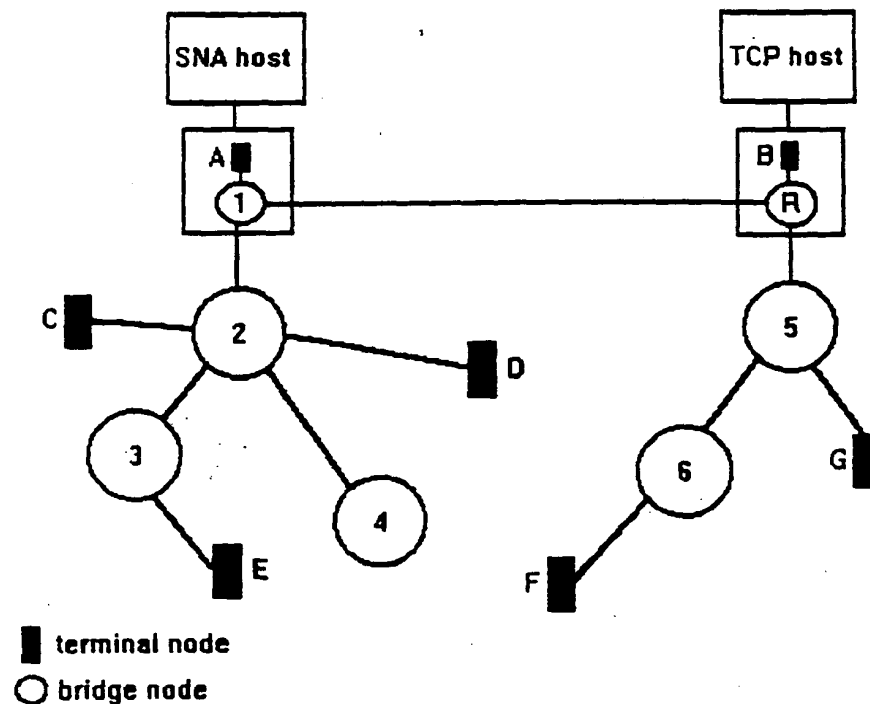 SNA host
TCP host
A
B
1
R
C
2
5
D
3
G
6
4
E
F
terminal node
bridge node